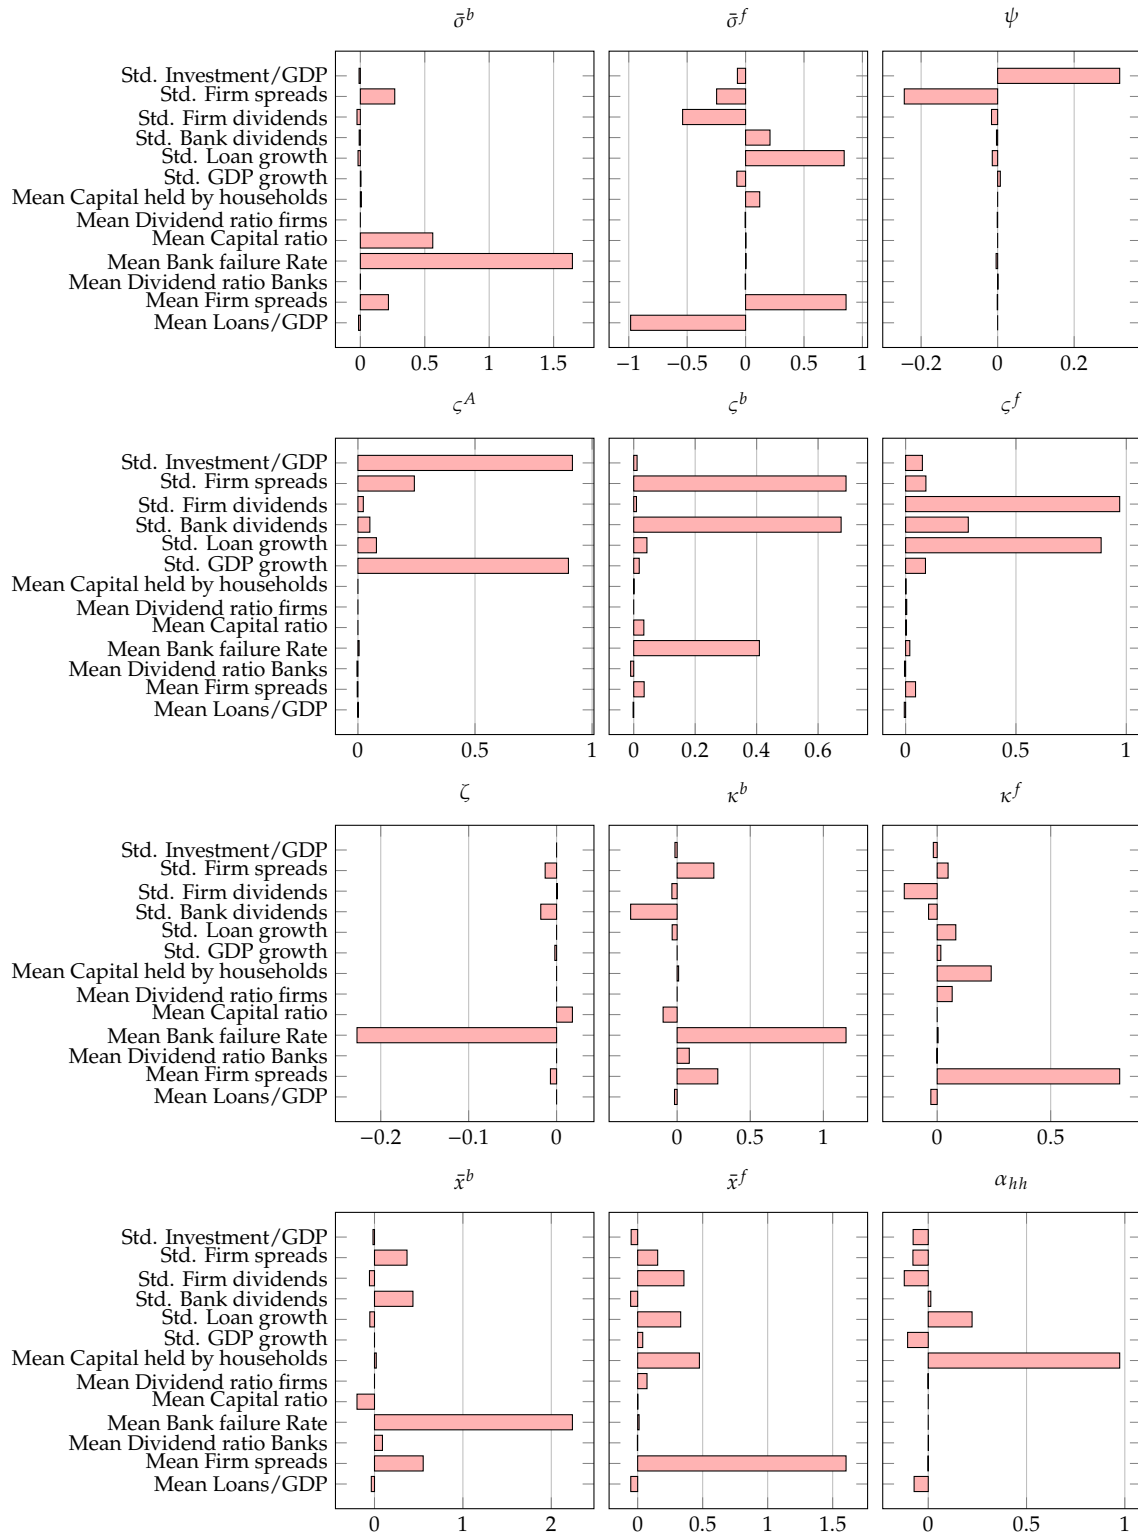 σ̄ᵇ σ̄ᶠ ψ
Std. Investment/GDP
Std. Firm spreads
Std. Firm dividends
Std. Bank dividends
Std. Loan growth
Std. GDP growth
Mean Capital held by households
Mean Dividend ratio firms
Mean Capital ratio
Mean Bank failure Rate
Mean Dividend ratio Banks
Mean Firm spreads
Mean Loans/GDP
0 0.5 1 1.5 −1 −0.5 0 0.5 1 −0.2 0 0.2
ςᴬ ςᵇ ςᶠ
Std. Investment/GDP
Std. Firm spreads
Std. Firm dividends
Std. Bank dividends
Std. Loan growth
Std. GDP growth
Mean Capital held by households
Mean Dividend ratio firms
Mean Capital ratio
Mean Bank failure Rate
Mean Dividend ratio Banks
Mean Firm spreads
Mean Loans/GDP
0 0.5 1 0 0.2 0.4 0.6 0 0.5 1
ζ κᵇ κᶠ
Std. Investment/GDP
Std. Firm spreads
Std. Firm dividends
Std. Bank dividends
Std. Loan growth
Std. GDP growth
Mean Capital held by households
Mean Dividend ratio firms
Mean Capital ratio
Mean Bank failure Rate
Mean Dividend ratio Banks
Mean Firm spreads
Mean Loans/GDP
−0.2 −0.1 0 0 1 0 0.5
x̄ᵇ x̄ᶠ αₕₕ
Std. Investment/GDP
Std. Firm spreads
Std. Firm dividends
Std. Bank dividends
Std. Loan growth
Std. GDP growth
Mean Capital held by households
Mean Dividend ratio firms
Mean Capital ratio
Mean Bank failure Rate
Mean Dividend ratio Banks
Mean Firm spreads
Mean Loans/GDP
0 1 2 0 0.5 1 1.5 0 0.5 1